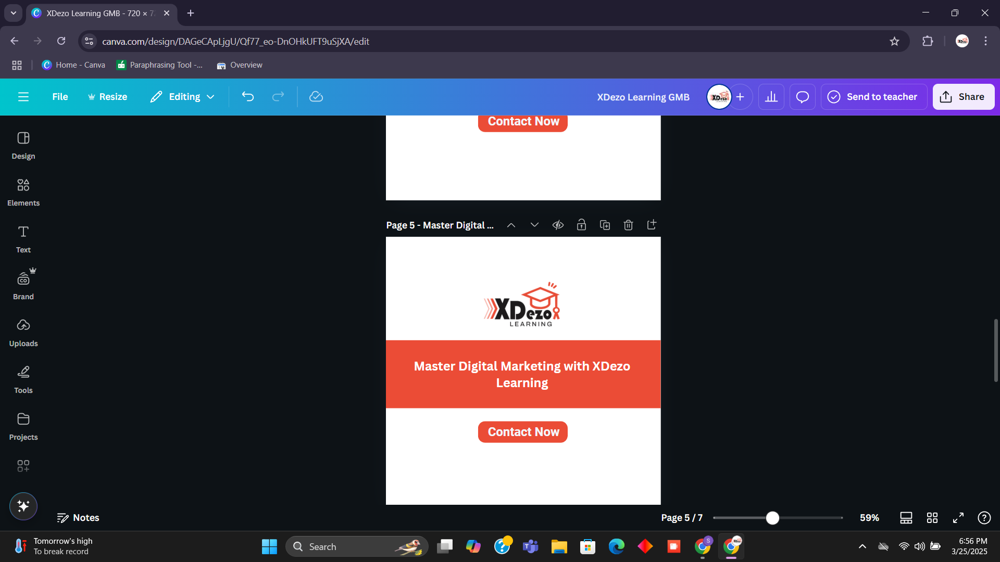 XDezo Learning GMB - 720 × 7
canva.com/design/DAGeCApLjgU/Qf77_eo-DnOHkUFT9uSjXA/edit
Home - Canva
Paraphrasing Tool -...
Overview
File
Resize
Editing
XDezo Learning GMB
Send to teacher
Share
Design
Elements
Text
Brand
Uploads
Tools
Projects
Contact Now
Page 5 - Master Digital ...
XDezo
LEARNING
Master Digital Marketing with XDezo
Learning
Contact Now
Notes
Page 5 / 7
59%
Tomorrow's high
To break record
Search
6:56 PM
3/25/2025